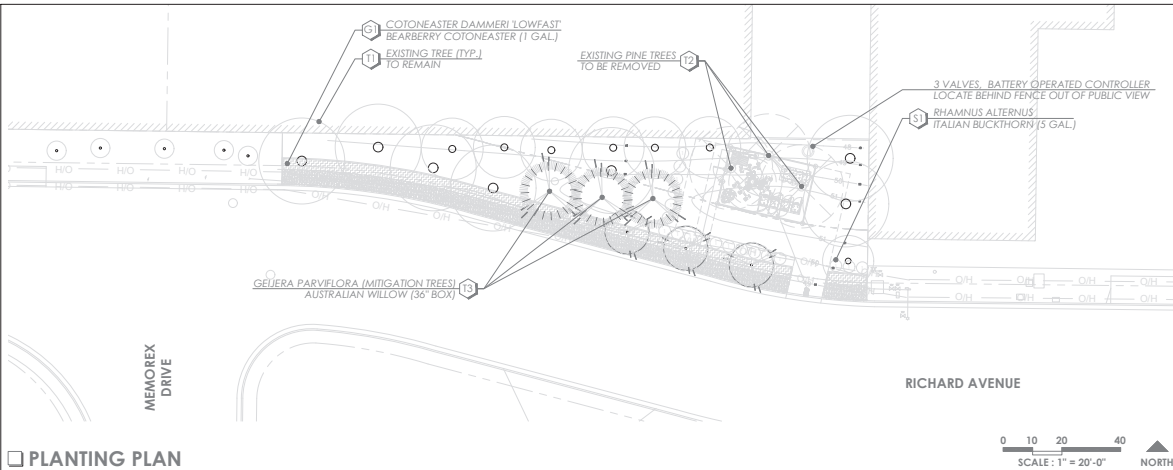 G1 COTONEASTER DAMMERI 'LOWFAST'
BEARBERRY COTONEASTER (1 GAL.)
T1 EXISTING TREE (TYP.)
TO REMAIN
EXISTING PINE TREES T2
TO BE REMOVED
3 VALVES, BATTERY OPERATED CONTROLLER
LOCATE BEHIND FENCE OUT OF PUBLIC VIEW
S1 RHAMNUS ALTERNUS
ITALIAN BUCKTHORN (5 GAL.)
H/O H/O H/O H/O
O/H O/H O/H O/H
O/H O/H O/H O/H
O/H O/H O/H O/H
GEIJERA PARVIFLORA (MITIGATION TREES) T3
AUSTRALIAN WILLOW (36" BOX)
MEMOREX
DRIVE
RICHARD AVENUE
PLANTING PLAN
0 10 20 40
SCALE : 1" = 20'-0" NORTH